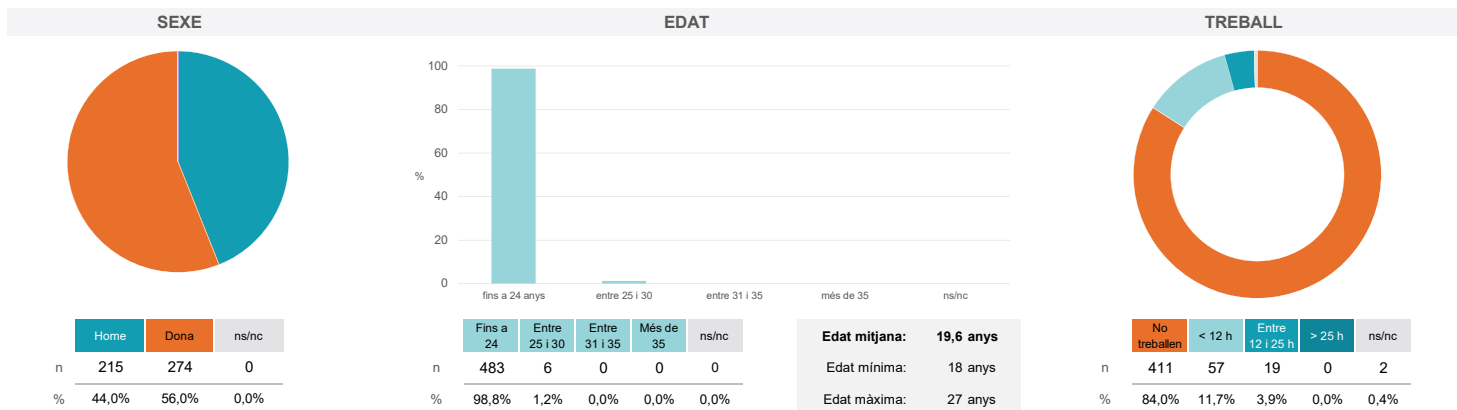 SEXE
EDAT
TREBALL
100
80
60
%
40
20
0
fins a 24 anys
entre 25 i 30
entre 31 i 35
més de 35
ns/nc
Home Dona ns/nc
n 215 274 0
% 44,0% 56,0% 0,0%
Fins a 24 Entre 25 i 30 Entre 31 i 35 Més de 35 ns/nc
n 483 6 0 0 0
% 98,8% 1,2% 0,0% 0,0% 0,0%
Edat mitjana: 19,6 anys
Edat mínima: 18 anys
Edat màxima: 27 anys
No treballen < 12 h Entre 12 i 25 h > 25 h ns/nc
n 411 57 19 0 2
% 84,0% 11,7% 3,9% 0,0% 0,4%